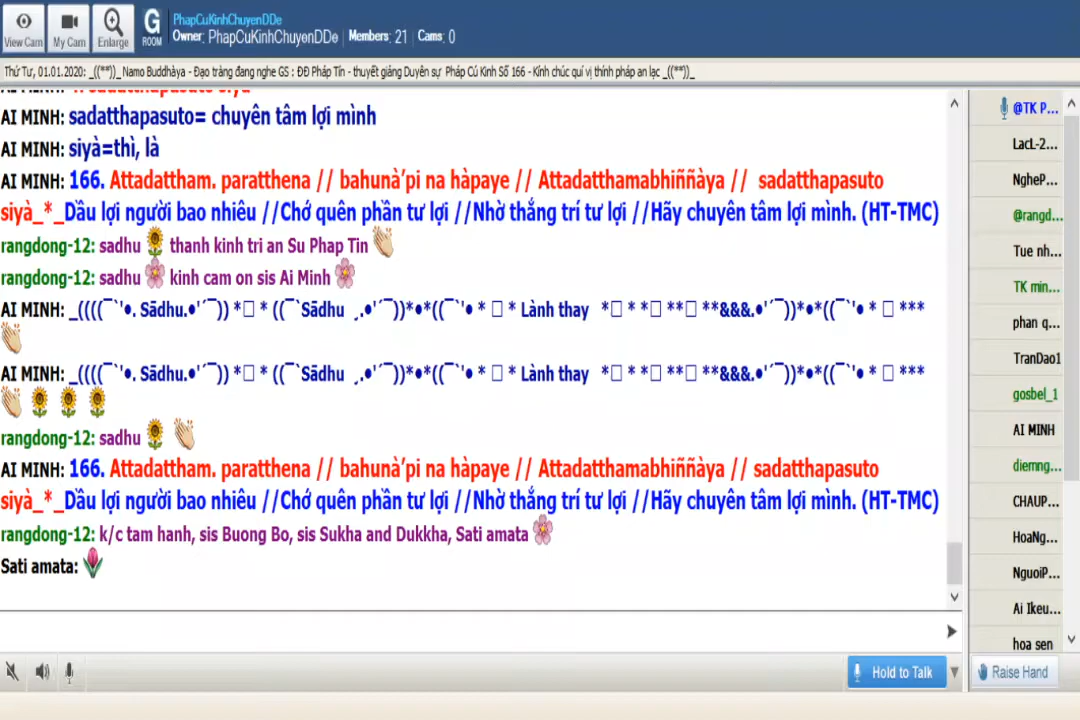 PhapCuKinhChuyenDDe
View Cam My Cam Enlarge G ROOM Owner: PhapCuKinhChuyenDDe Members: 21 Cams: 0
Thứ Tư, 01.01.2020: _((**))_ Namo Buddhàya - Đạo tràng đang nghe GS : ĐĐ Pháp Tín - thuyết giảng Duyên sự Pháp Cú Kinh Số 166 - Kính chúc quí vị thính pháp an lạc _((**))_
AI MINH: sadatthapasuto= chuyên tâm lợi mình
AI MINH: siyà=thì, là
AI MINH: 166. Attadattham. paratthena // bahunà’pi na hàpaye // Attadatthamabhiññàya // sadatthapasuto
siyà_*_Dầu lợi người bao nhiêu //Chớ quên phần tư lợi //Nhờ thắng trí tư lợi //Hãy chuyên tâm lợi mình. (HT-TMC)
rangdong-12: sadhu 🌻 thanh kinh tri an Su Phap Tin 👏
rangdong-12: sadhu 🌸 kinh cam on sis Ai Minh 🌸
AI MINH: _((((¯`'•. Sādhu.•'´¯)) *▯ * ((¯`Sādhu ¸.•'´¯))*•*((¯`'• * ▯ * Lành thay *▯ * *▯ **▯ **&&&.•'´¯))*•*((¯`'• * ▯ ***
👏
AI MINH: _((((¯`'•. Sādhu.•'´¯)) *▯ * ((¯`Sādhu ¸.•'´¯))*•*((¯`'• * ▯ * Lành thay *▯ * *▯ **▯ **&&&.•'´¯))*•*((¯`'• * ▯ ***
👏 🌻 🌻 🌻
rangdong-12: sadhu 🌻 👏
AI MINH: 166. Attadattham. paratthena // bahunà’pi na hàpaye // Attadatthamabhiññàya // sadatthapasuto
siyà_*_Dầu lợi người bao nhiêu //Chớ quên phần tư lợi //Nhờ thắng trí tư lợi //Hãy chuyên tâm lợi mình. (HT-TMC)
rangdong-12: k/c tam hanh, sis Buong Bo, sis Sukha and Dukkha, Sati amata 🌸
Sati amata: 🌷
@TK P...
LacL-2...
NgheP...
@rangd...
Tue nh...
TK min...
phan q...
TranDao1
gosbel_1
AI MINH
diemng...
CHAUP...
HoaNg...
NguoiP...
Ai Ikeu...
hoa sen
Hold to Talk
Raise Hand